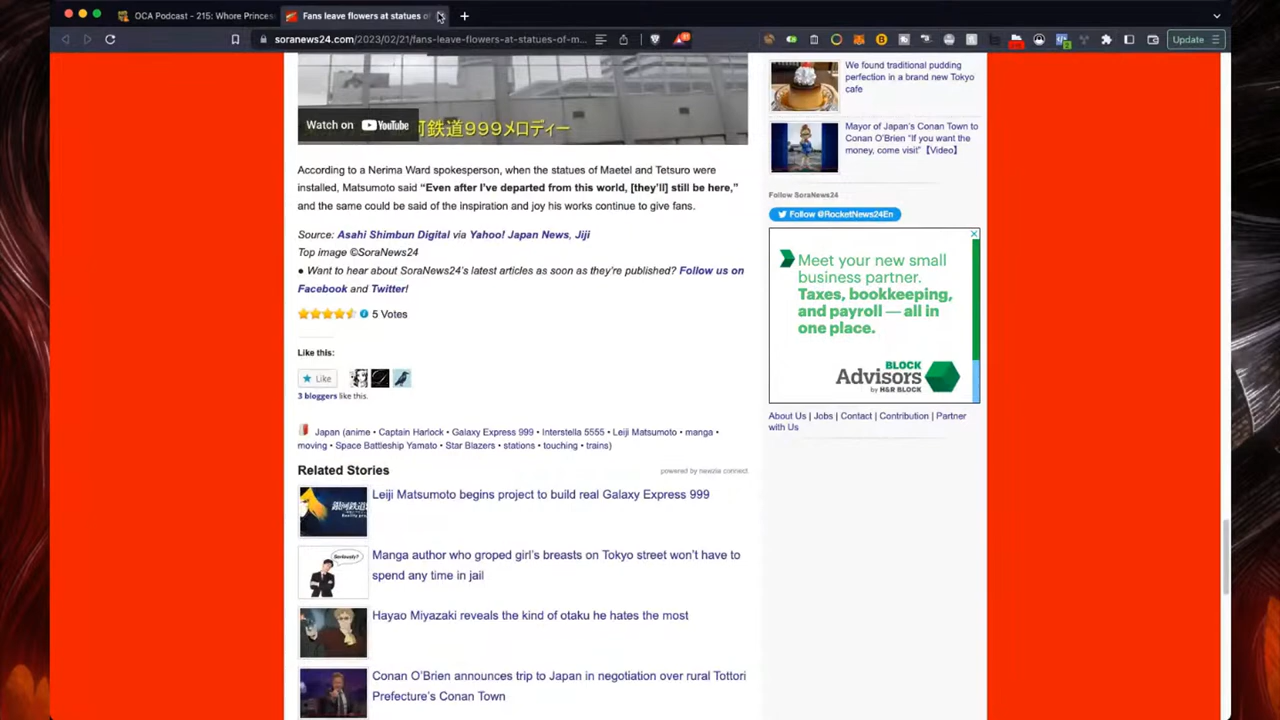 OCA Podcast - 215: Whore Princes
Fans leave flowers at statues of
soranews24.com/2023/02/21/fans-leave-flowers-at-statues-of-m...
Update
Watch on YouTube
河鉄道999メロディー
According to a Nerima Ward spokesperson, when the statues of Maetel and Tetsuro were
installed, Matsumoto said “Even after I’ve departed from this world, [they’ll] still be here,”
and the same could be said of the inspiration and joy his works continue to give fans.
Source: Asahi Shimbun Digital via Yahoo! Japan News, Jiji
Top image ©SoraNews24
● Want to hear about SoraNews24’s latest articles as soon as they’re published? Follow us on
Facebook and Twitter!
5 Votes
Like this:
Like
3 bloggers like this.
Japan (anime • Captain Harlock • Galaxy Express 999 • Interstella 5555 • Leiji Matsumoto • manga •
moving • Space Battleship Yamato • Star Blazers • stations • touching • trains)
Related Stories
powered by newzia connect
Leiji Matsumoto begins project to build real Galaxy Express 999
Seriously?
Manga author who groped girl’s breasts on Tokyo street won’t have to
spend any time in jail
Hayao Miyazaki reveals the kind of otaku he hates the most
Conan O’Brien announces trip to Japan in negotiation over rural Tottori
Prefecture’s Conan Town
We found traditional pudding
perfection in a brand new Tokyo
cafe
Mayor of Japan’s Conan Town to
Conan O’Brien “If you want the
money, come visit”【Video】
Follow SoraNews24
Follow @RocketNews24En
Meet your new small
business partner.
Taxes, bookkeeping,
and payroll — all in
one place.
BLOCK
Advisors
by H&R BLOCK
About Us | Jobs | Contact | Contribution | Partner
with Us